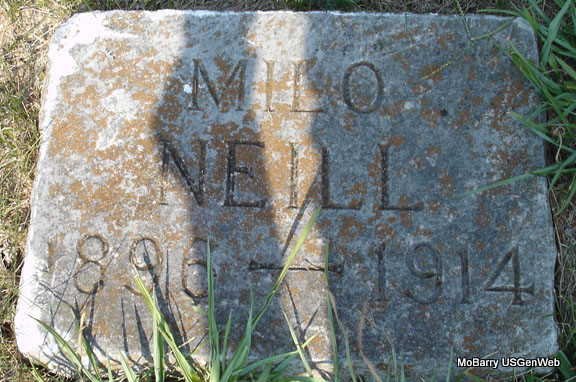 MILO
NEILL
1896 — 1914
MoBarry USGenWeb